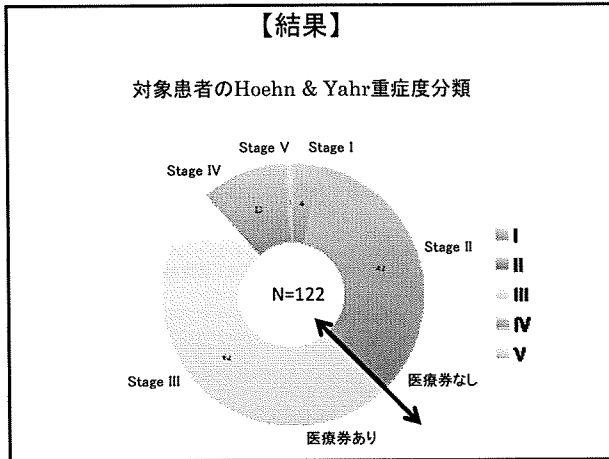 【結果】
対象患者のHoehn & Yahr重症度分類
Stage V
Stage I
Stage IV
Stage II
Stage III
4
42
N=122
医療券なし
医療券あり
I
II
III
IV
V